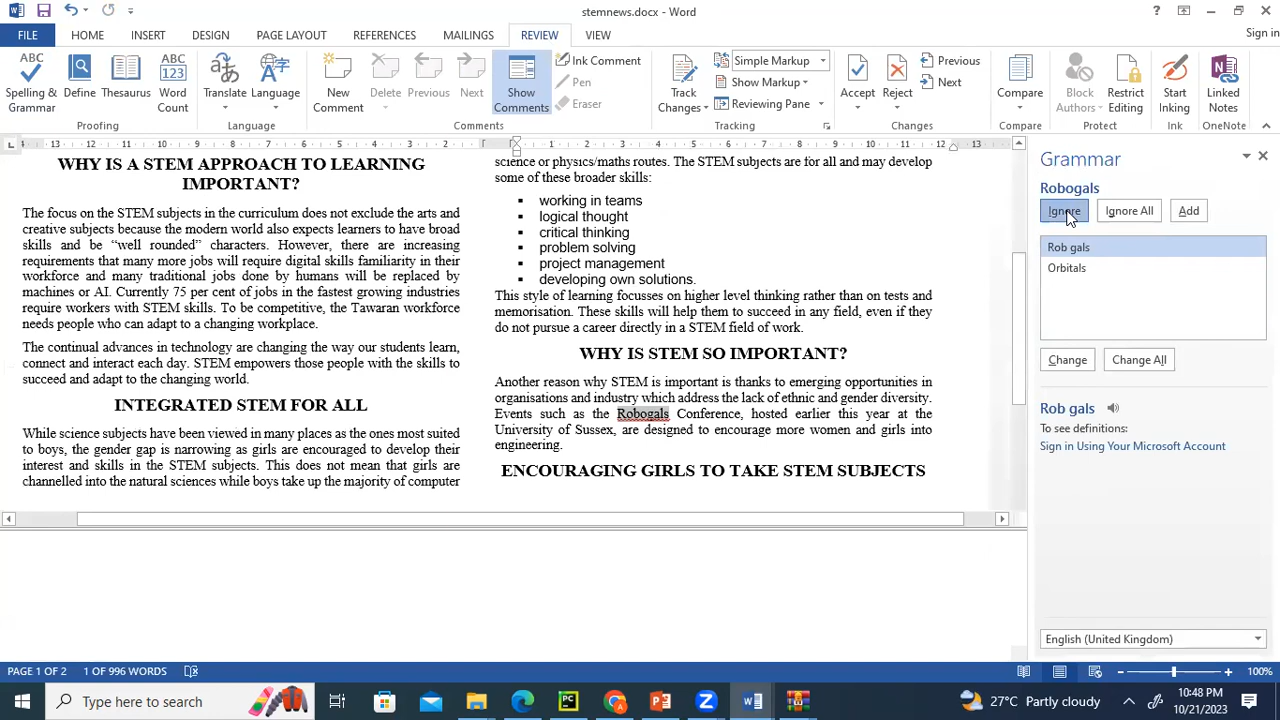 stemnews.docx - Word
Sign in
FILE HOME INSERT DESIGN PAGE LAYOUT REFERENCES MAILINGS REVIEW VIEW
ABC
Spelling & Grammar
Define
Thesaurus
ABC
123
Word Count
Translate
Language
New Comment
Delete
Previous
Next
Show Comments
Ink Comment
Pen
Eraser
Track Changes
Simple Markup
Show Markup
Reviewing Pane
Accept
Reject
Previous
Next
Compare
Block Authors
Restrict Editing
Start Inking
Linked Notes
Proofing
Language
Comments
Tracking
Changes
Compare
Protect
Ink
OneNote
WHY IS A STEM APPROACH TO LEARNING
IMPORTANT?
The focus on the STEM subjects in the curriculum does not exclude the arts and
creative subjects because the modern world also expects learners to have broad
skills and be “well rounded” characters. However, there are increasing
requirements that many more jobs will require digital skills familiarity in their
workforce and many traditional jobs done by humans will be replaced by
machines or AI. Currently 75 per cent of jobs in the fastest growing industries
require workers with STEM skills. To be competitive, the Tawaran workforce
needs people who can adapt to a changing workplace.
The continual advances in technology are changing the way our students learn,
connect and interact each day. STEM empowers those people with the skills to
succeed and adapt to the changing world.
INTEGRATED STEM FOR ALL
While science subjects have been viewed in many places as the ones most suited
to boys, the gender gap is narrowing as girls are encouraged to develop their
interest and skills in the STEM subjects. This does not mean that girls are
channelled into the natural sciences while boys take up the majority of computer
science or physics/maths routes. The STEM subjects are for all and may develop
some of these broader skills:
▪ working in teams
▪ logical thought
▪ critical thinking
▪ problem solving
▪ project management
▪ developing own solutions.
This style of learning focusses on higher level thinking rather than on tests and
memorisation. These skills will help them to succeed in any field, even if they
do not pursue a career directly in a STEM field of work.
WHY IS STEM SO IMPORTANT?
Another reason why STEM is important is thanks to emerging opportunities in
organisations and industry which address the lack of ethnic and gender diversity.
Events such as the Robogals Conference, hosted earlier this year at the
University of Sussex, are designed to encourage more women and girls into
engineering.
ENCOURAGING GIRLS TO TAKE STEM SUBJECTS
Grammar
Robogals
Ignore Ignore All Add
Rob gals
Orbitals
Change Change All
Rob gals
To see definitions:
Sign in Using Your Microsoft Account
English (United Kingdom)
PAGE 1 OF 2 1 OF 996 WORDS
100%
Type here to search
27°C Partly cloudy
10:48 PM
10/21/2023